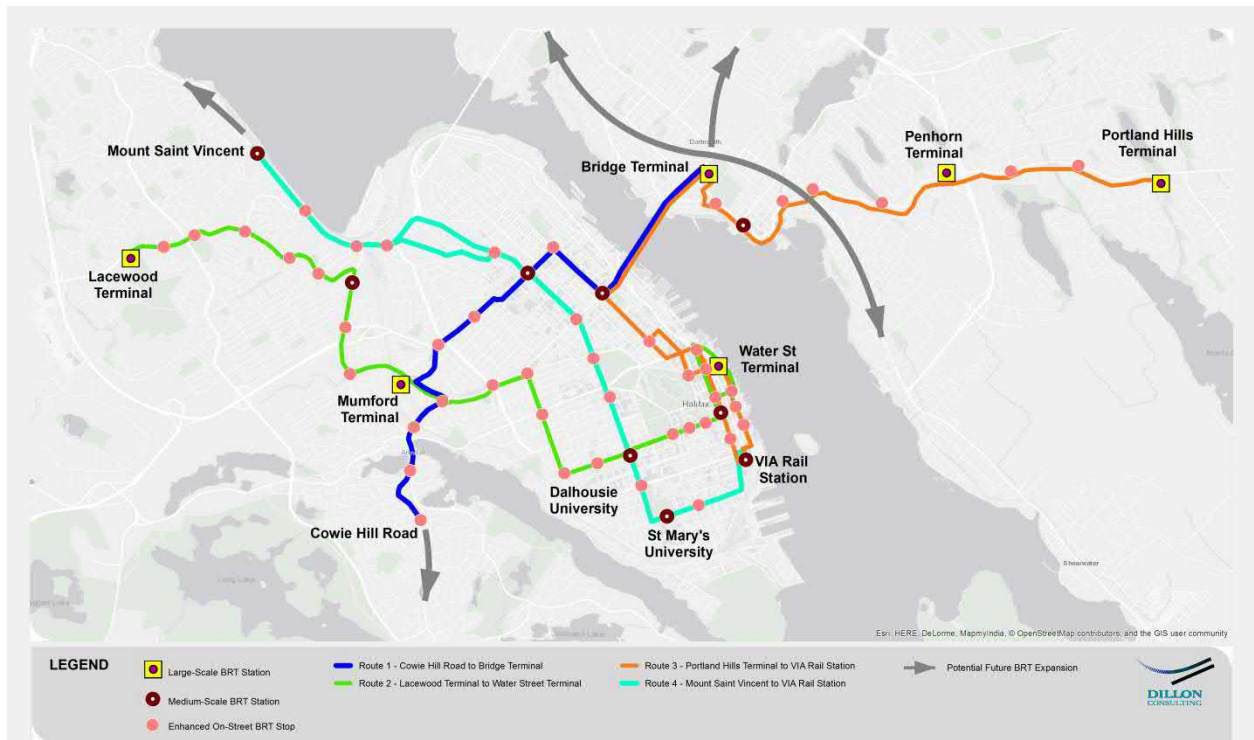 Mount Saint Vincent
Lacewood
Terminal
Bridge Terminal
Dartmouth
Penhorn
Terminal
Portland Hills
Terminal
Mumford
Terminal
Water St
Terminal
Halifax
Dalhousie
University
VIA Rail
Station
St Mary's
University
Cowie Hill Road
Long Lake
Shearwater
Esri, HERE, DeLorme, MapmyIndia, © OpenStreetMap contributors, and the GIS user community
LEGEND
Large-Scale BRT Station
Medium-Scale BRT Station
Enhanced On-Street BRT Stop
Route 1 - Cowie Hill Road to Bridge Terminal
Route 2 - Lacewood Terminal to Water Street Terminal
Route 3 - Portland Hills Terminal to VIA Rail Station
Route 4 - Mount Saint Vincent to VIA Rail Station
Potential Future BRT Expansion
DILLON
CONSULTING